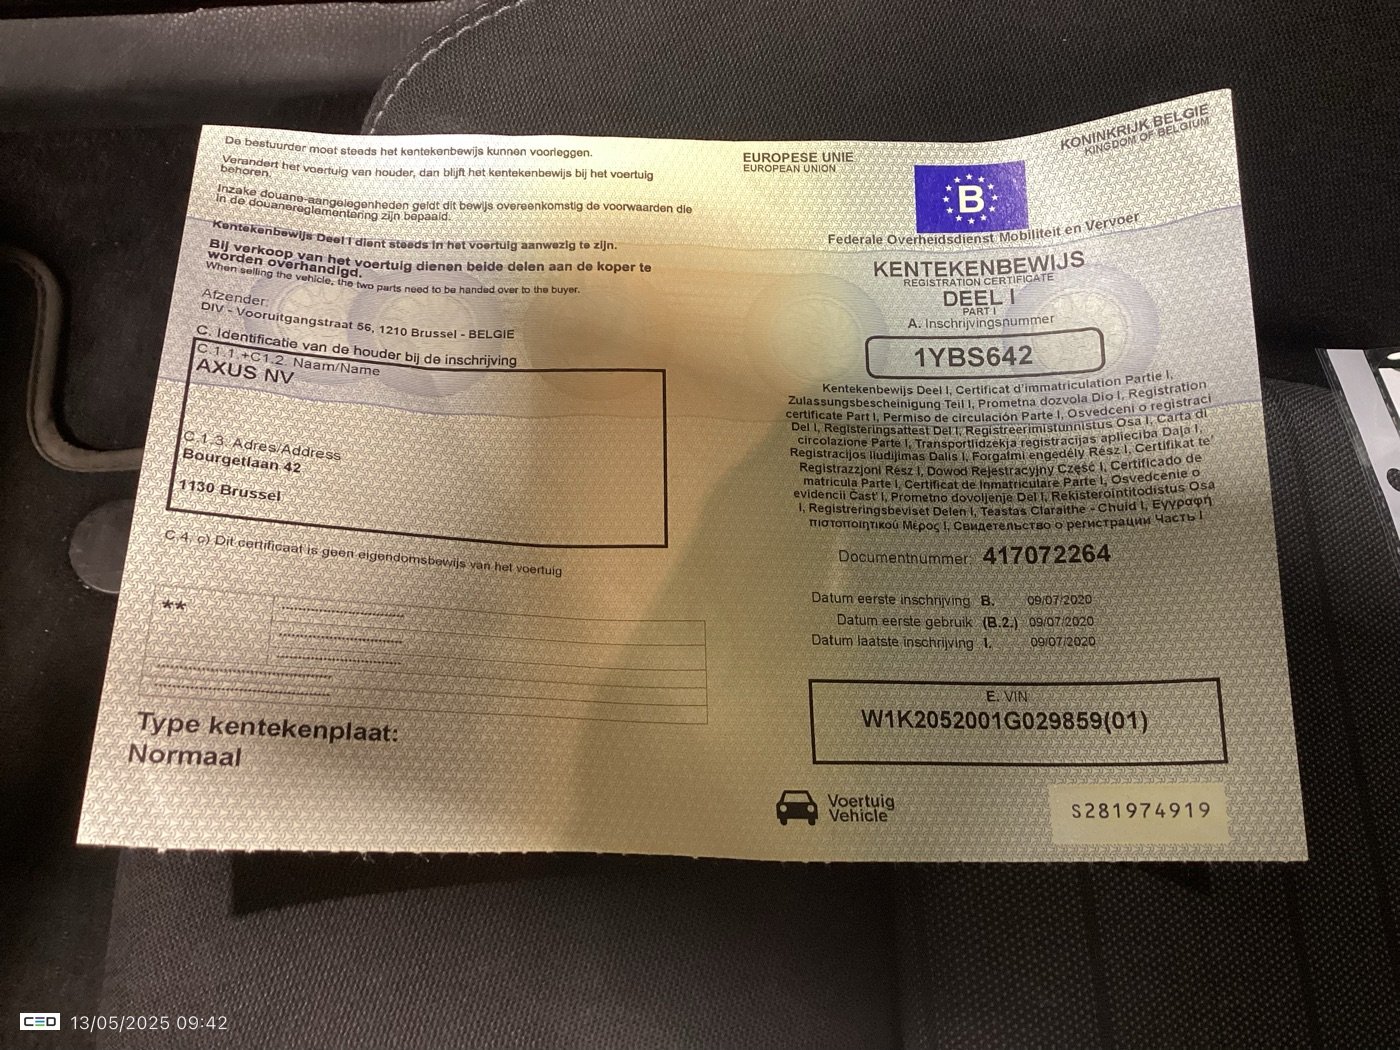 De bestuurder moet steeds het kentekenbewijs kunnen voorleggen.
Verandert het voertuig van houder, dan blijft het kentekenbewijs bij het voertuig
behoren.
Inzake douane-aangelegenheden geldt dit bewijs overeenkomstig de voorwaarden die
in de douanereglementering zijn bepaald.
Kentekenbewijs Deel I dient steeds in het voertuig aanwezig te zijn.
Bij verkoop van het voertuig dienen beide delen aan de koper te
worden overhandigd.
When selling the vehicle, the two parts need to be handed over to the buyer.
Afzender:
DIV - Vooruitgangstraat 56, 1210 Brussel - BELGIE
C. Identificatie van de houder bij de inschrijving
C.1.1.+C1.2. Naam/Name
AXUS NV
C.1.3. Adres/Address
Bourgetlaan 42
1130 Brussel
C.4. c) Dit certificaat is geen eigendomsbewijs van het voertuig
**
Type kentekenplaat:
Normaal
EUROPESE UNIE
EUROPEAN UNION
KONINKRIJK BELGIE
KINGDOM OF BELGIUM
B
Federale Overheidsdienst Mobiliteit en Vervoer
KENTEKENBEWIJS
REGISTRATION CERTIFICATE
DEEL I
PART I
A. Inschrijvingsnummer
1YBS642
Kentekenbewijs Deel I, Certificat d'immatriculation Partie I,
Zulassungsbescheinigung Teil I, Prometna dozvola Dio I, Registration
certificate Part I, Permiso de circulación Parte I, Osvedceni o registraci
Del I, Registeringsattest Del I, Registreerimistunnistus Osa I, Carta di
circolazione Parte I, Transportlidzekja registracijas aplieciba Daja I,
Registracijos liudijimas Dalis I, Forgalmi engedély Rész I, Certifikat te'
Registrazzjoni Rési I, Dowod Rejestracyjny Część I, Certificado de
matricula Parte I, Certificat de Inmatriculare Parte I, Osvedcenie o
evidencii Cast' I, Prometno dovoljenje Del I, Rekisterointitodistus Osa
I, Registreringsbeviset Delen I, Teastas Claraithe - Chuid I, Εγγραφή
πιστοποιητικού Μέρος I, Свидетельство о регистрации Часть I
Documentnummer: 417072264
Datum eerste inschrijving B. 09/07/2020
Datum eerste gebruik (B.2.) 09/07/2020
Datum laatste inschrijving I. 09/07/2020
E. VIN
W1K2052001G029859(01)
Voertuig
Vehicle
S281974919
CED 13/05/2025 09:42